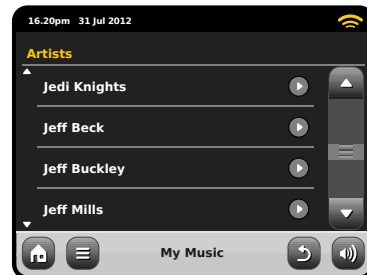 16.20pm 31 Jul 2012
Artists
Jedi Knights
Jeff Beck
Jeff Buckley
Jeff Mills
My Music